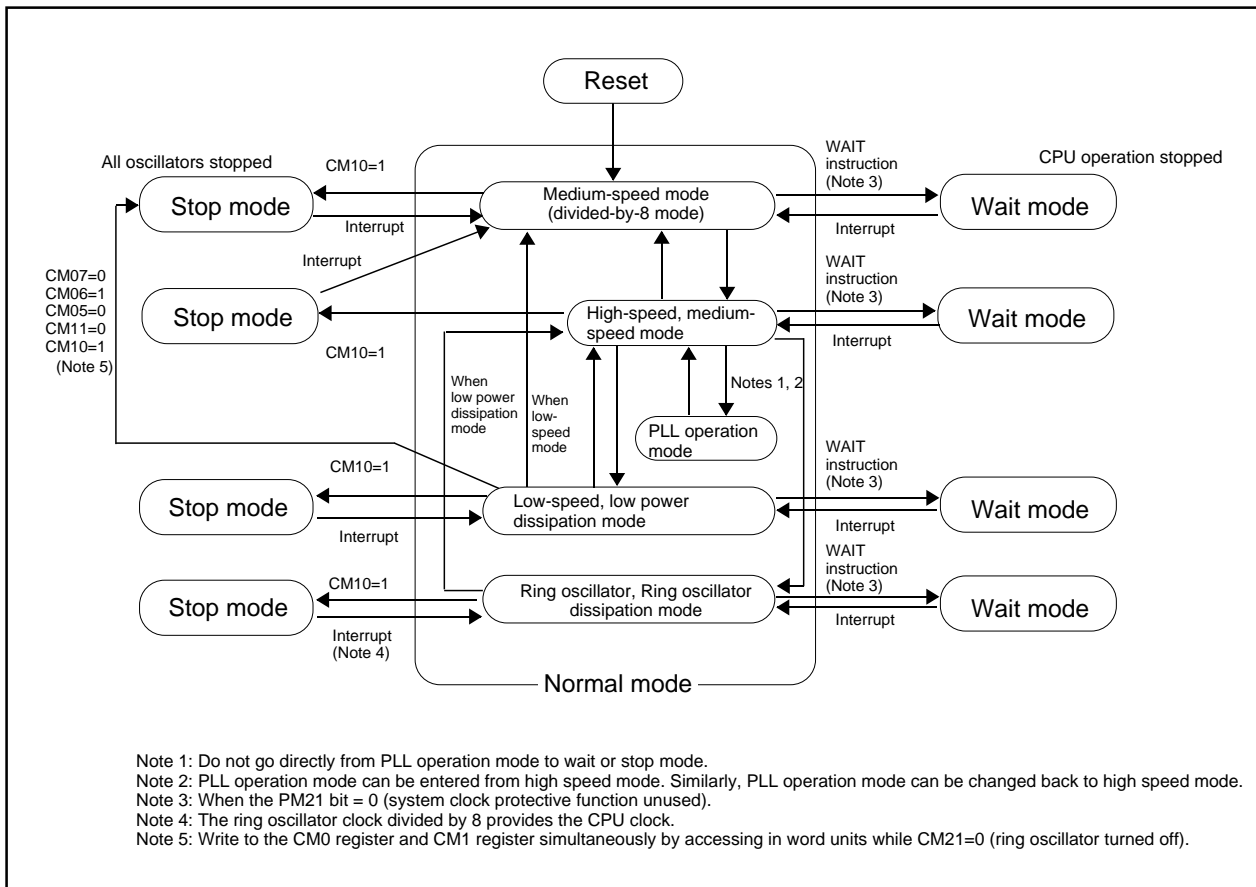 Reset
All oscillators stopped
CM10=1
WAIT
instruction
(Note 3)
CPU operation stopped
Stop mode
Medium-speed mode
(divided-by-8 mode)
Wait mode
Interrupt
Interrupt
Interrupt
CM07=0
CM06=1
CM05=0
CM11=0
CM10=1
(Note 5)
WAIT
instruction
(Note 3)
Stop mode
High-speed, medium-
speed mode
Wait mode
CM10=1
Interrupt
When
low power
dissipation
mode
When
low-
speed
mode
Notes 1, 2
PLL operation
mode
CM10=1
WAIT
instruction
(Note 3)
Stop mode
Low-speed, low power
dissipation mode
Wait mode
Interrupt
Interrupt
CM10=1
WAIT
instruction
(Note 3)
Stop mode
Ring oscillator, Ring oscillator
dissipation mode
Wait mode
Interrupt
(Note 4)
Interrupt
Normal mode
Note 1: Do not go directly from PLL operation mode to wait or stop mode.
Note 2: PLL operation mode can be entered from high speed mode. Similarly, PLL operation mode can be changed back to high speed mode.
Note 3: When the PM21 bit = 0 (system clock protective function unused).
Note 4: The ring oscillator clock divided by 8 provides the CPU clock.
Note 5: Write to the CM0 register and CM1 register simultaneously by accessing in word units while CM21=0 (ring oscillator turned off).